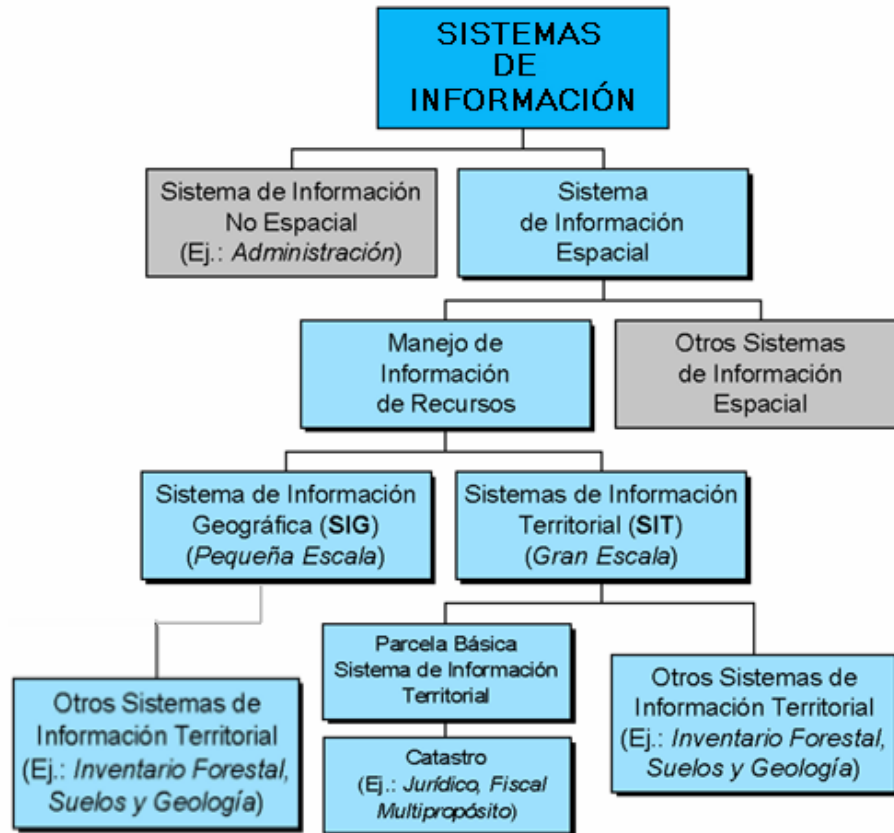 SISTEMAS
DE
INFORMACIÓN
Sistema de Información
No Espacial
(Ej.: Administración)
Sistema
de Información
Espacial
Manejo de
Información
de Recursos
Otros Sistemas
de Información
Espacial
Sistema de Información
Geográfica (SIG)
(Pequeña Escala)
Sistemas de Información
Territorial (SIT)
(Gran Escala)
Otros Sistemas de
Información Territorial
(Ej.: Inventario Forestal,
Suelos y Geología)
Parcela Básica
Sistema de Información
Territorial
Catastro
(Ej.: Jurídico, Fiscal
Multipropósito)
Otros Sistemas de
Información Territorial
(Ej.: Inventario Forestal,
Suelos y Geología)